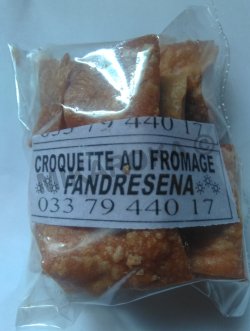 033 79 440 17
CROQUETTE AU FROMAGE
FANDRESENA
033 79 440 17